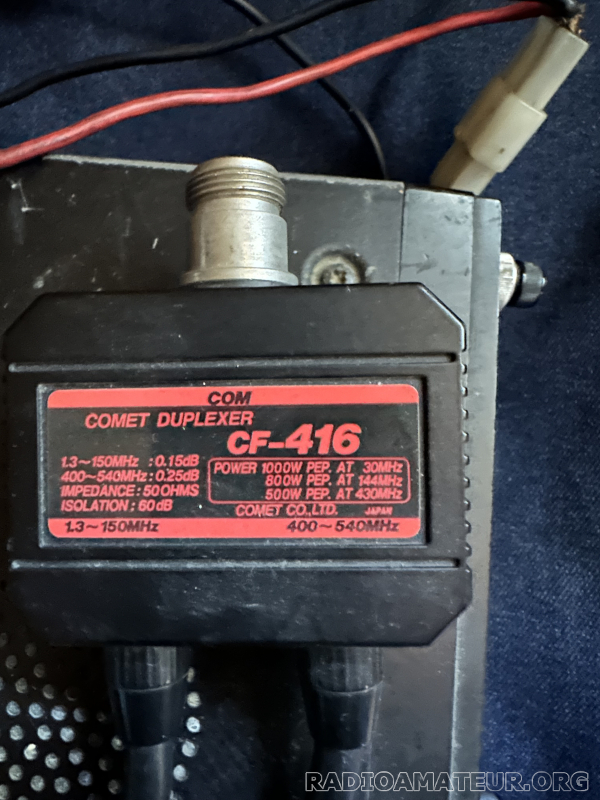 COM
COMET DUPLEXER
CF-416
1.3~150MHz : 0.15dB
400~540MHz : 0.25dB
IMPEDANCE : 50 OHMS
ISOLATION : 60dB
POWER 1000W PEP. AT 30MHz
800W PEP. AT 144MHz
500W PEP. AT 430MHz
COMET CO., LTD. JAPAN
1.3~150MHz 400~540MHz
RADIOAMATEUR.ORG